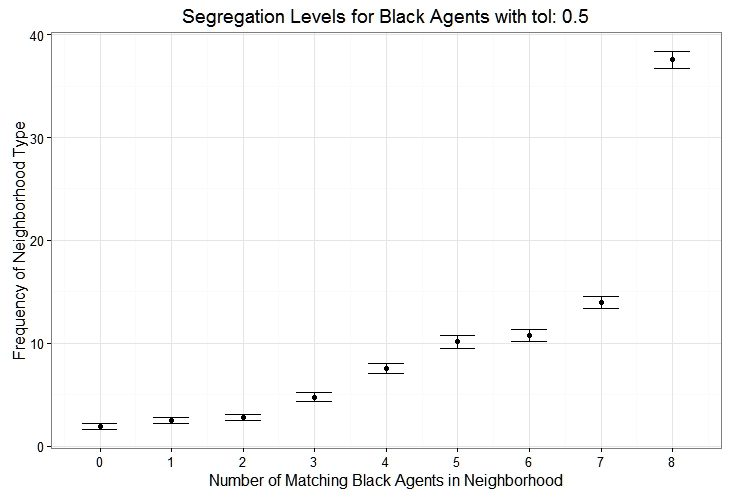 Segregation Levels for Black Agents with tol: 0.5
Frequency of Neighborhood Type
40
30
20
10
0
0 1 2 3 4 5 6 7 8
Number of Matching Black Agents in Neighborhood